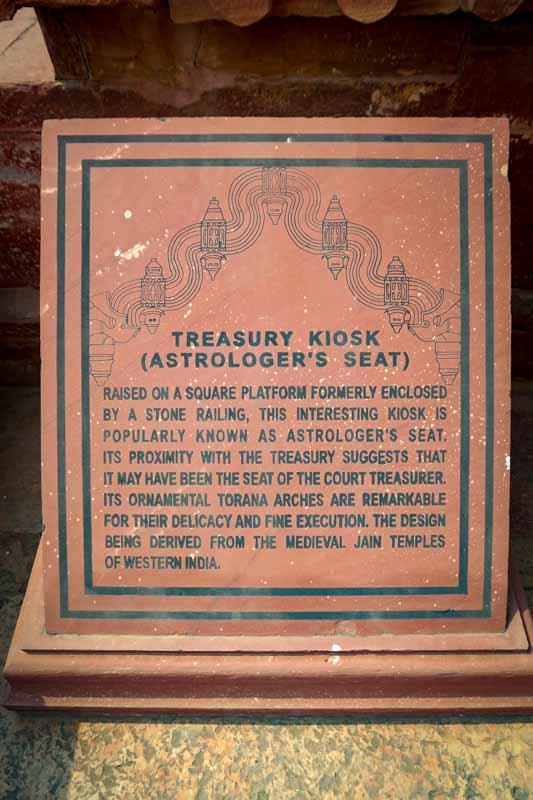 TREASURY KIOSK
(ASTROLOGER'S SEAT)
RAISED ON A SQUARE PLATFORM FORMERLY ENCLOSED
BY A STONE RAILING, THIS INTERESTING KIOSK IS
POPULARLY KNOWN AS ASTROLOGER'S SEAT.
ITS PROXIMITY WITH THE TREASURY SUGGESTS THAT
IT MAY HAVE BEEN THE SEAT OF THE COURT TREASURER.
ITS ORNAMENTAL TORANA ARCHES ARE REMARKABLE
FOR THEIR DELICACY AND FINE EXECUTION. THE DESIGN
BEING DERIVED FROM THE MEDIEVAL JAIN TEMPLES
OF WESTERN INDIA.